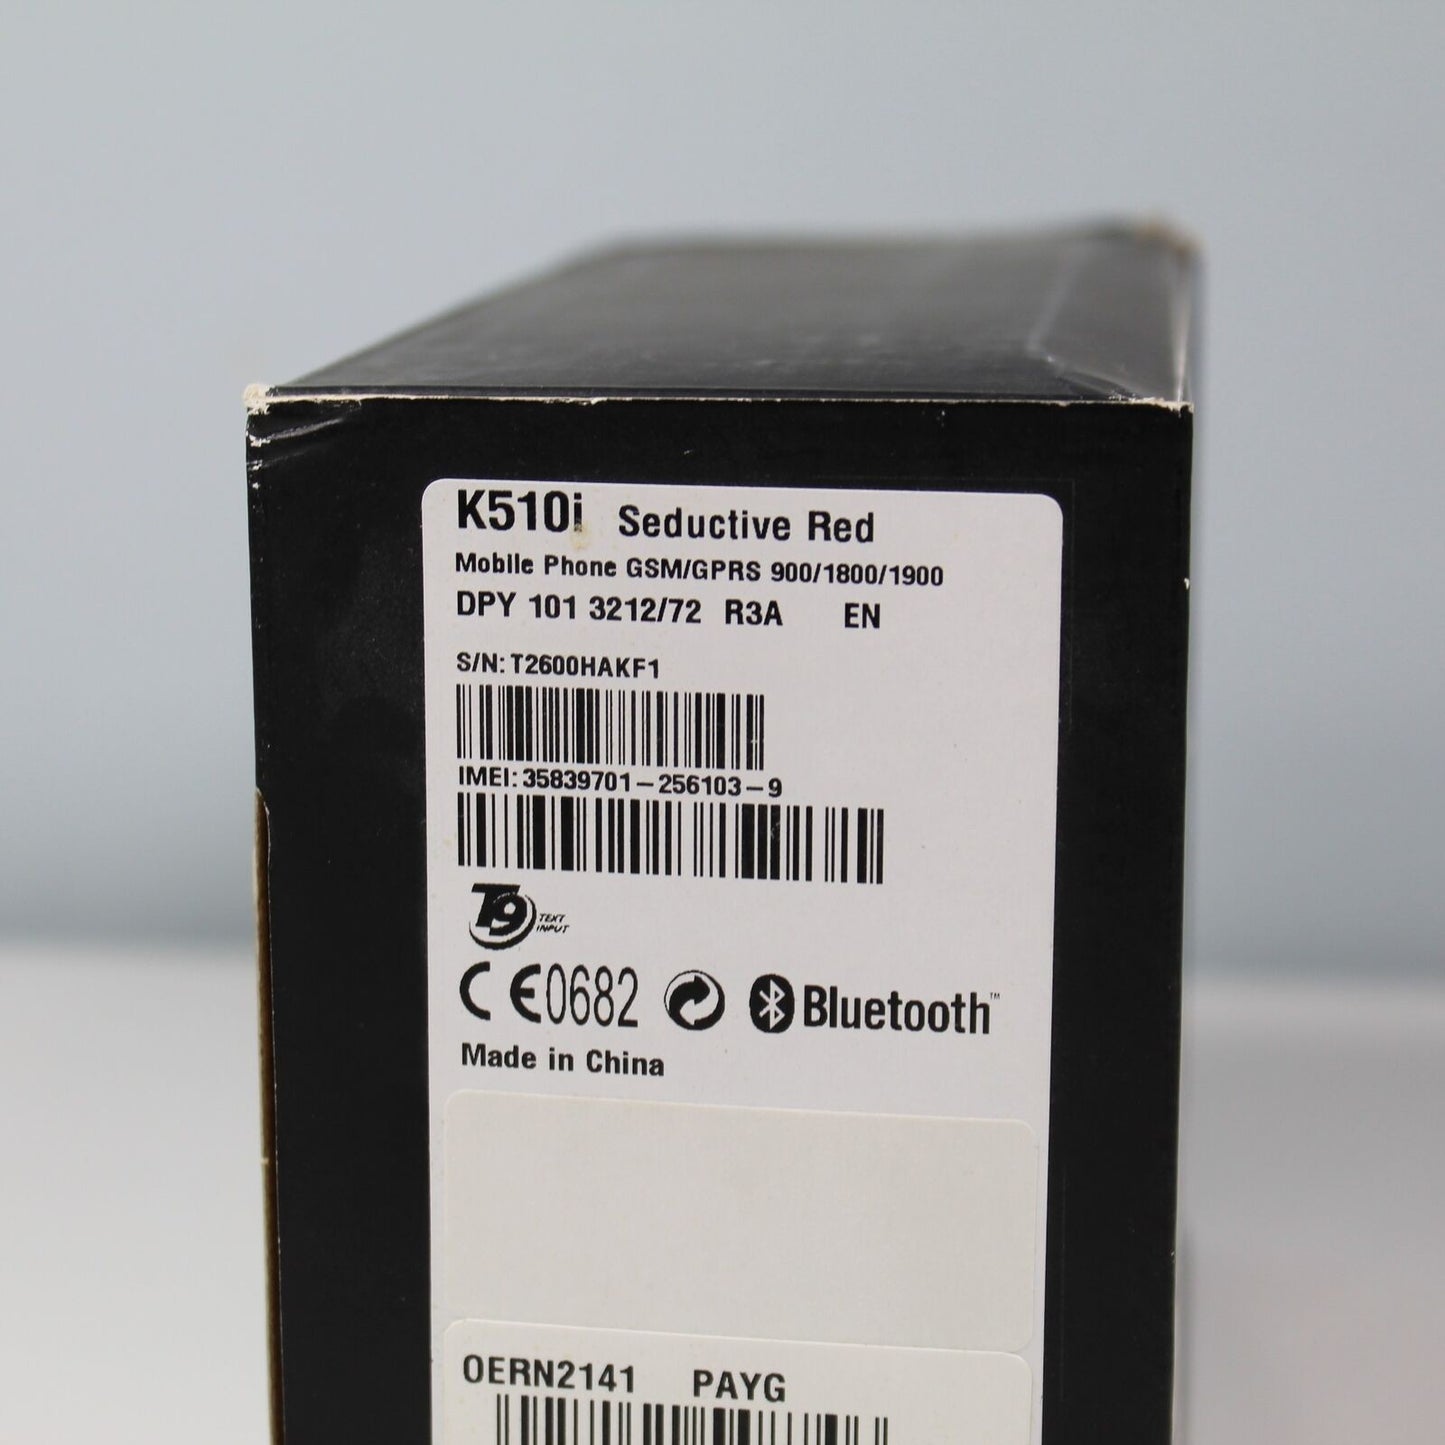 K510i Seductive Red
Mobile Phone GSM/GPRS 900/1800/1900
DPY 101 3212/72 R3A EN
S/N: T2600HAKF1
IMEI: 35839701-256103-9
T9 TEXT INPUT
CE0682 Bluetooth™
Made in China
OERN2141 PAYG